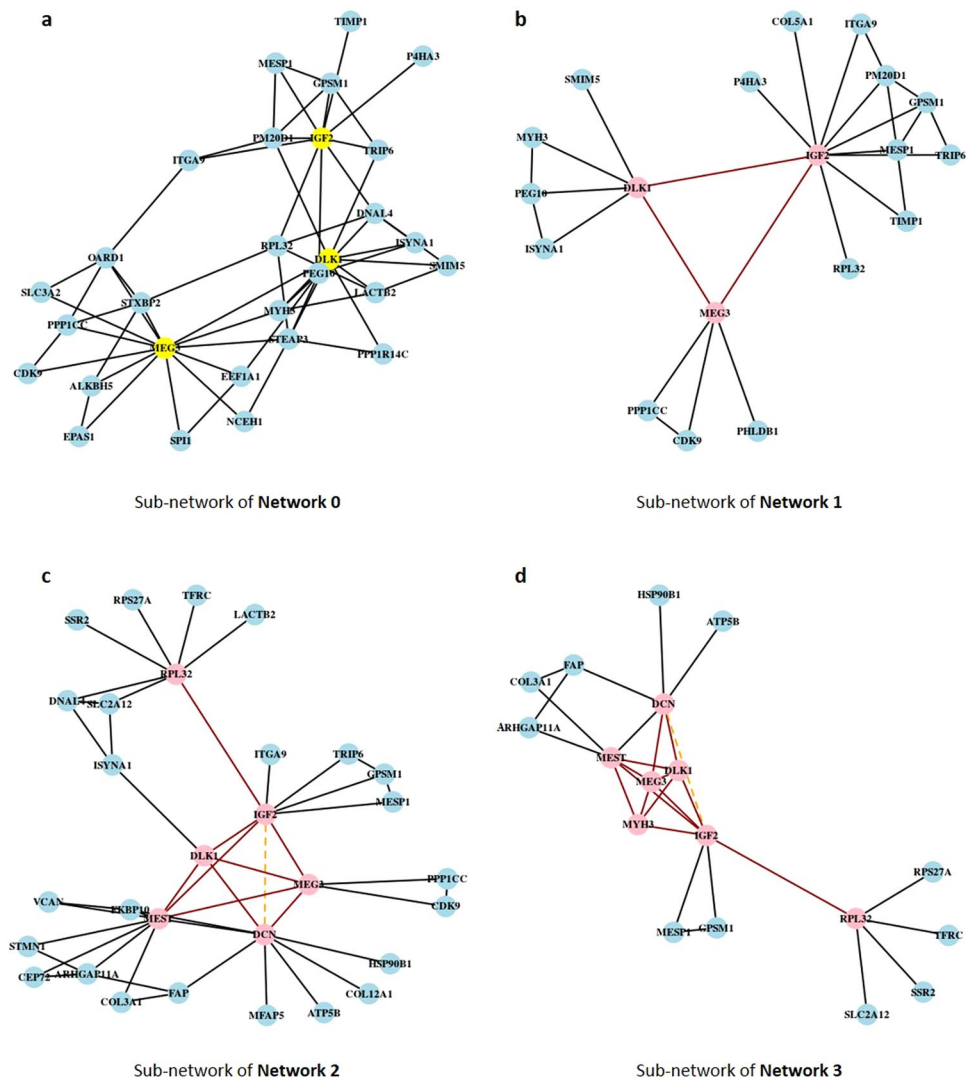 a
b
TIMP1
MESP1
GPSM1
P4HA3
PM20D1
IGF2
ITGA9
TRIP6
DNAL4
RPL32
ISYNA1
DLK1
SMIM5
PEG10
OARD1
SLC3A2
STXBP2
MYH3
LACTB2
PPP1CC
STEAP3
MEG3
PPP1R14C
CDK9
ALKBH5
EEF1A1
NCEH1
EPAS1
SPI1
COL5A1
ITGA9
SMIM5
P4HA3
PM20D1
GPSM1
MYH3
MESP1
TRIP6
IGF2
PEG10
DLK1
TIMP1
ISYNA1
RPL32
MEG3
PPP1CC
CDK9
PHLDB1
Sub-network of Network 0
Sub-network of Network 1
c
d
RPS27A
TFRC
SSR2
LACTB2
RPL32
DNAL4
SLC2A12
ISYNA1
ITGA9
TRIP6
GPSM1
MESP1
IGF2
DLK1
MEG3
PPP1CC
CDK9
VCAN
FKBP10
MEST
DCN
STMN1
CEP72
ARHGAP11A
HSP90B1
FAP
COL3A1
COL12A1
MFAP5
ATP5B
HSP90B1
ATP5B
FAP
COL3A1
DCN
ARHGAP11A
MEST
DLK1
MEG3
MYH3
IGF2
RPS27A
MESP1
GPSM1
RPL32
TFRC
SSR2
SLC2A12
Sub-network of Network 2
Sub-network of Network 3